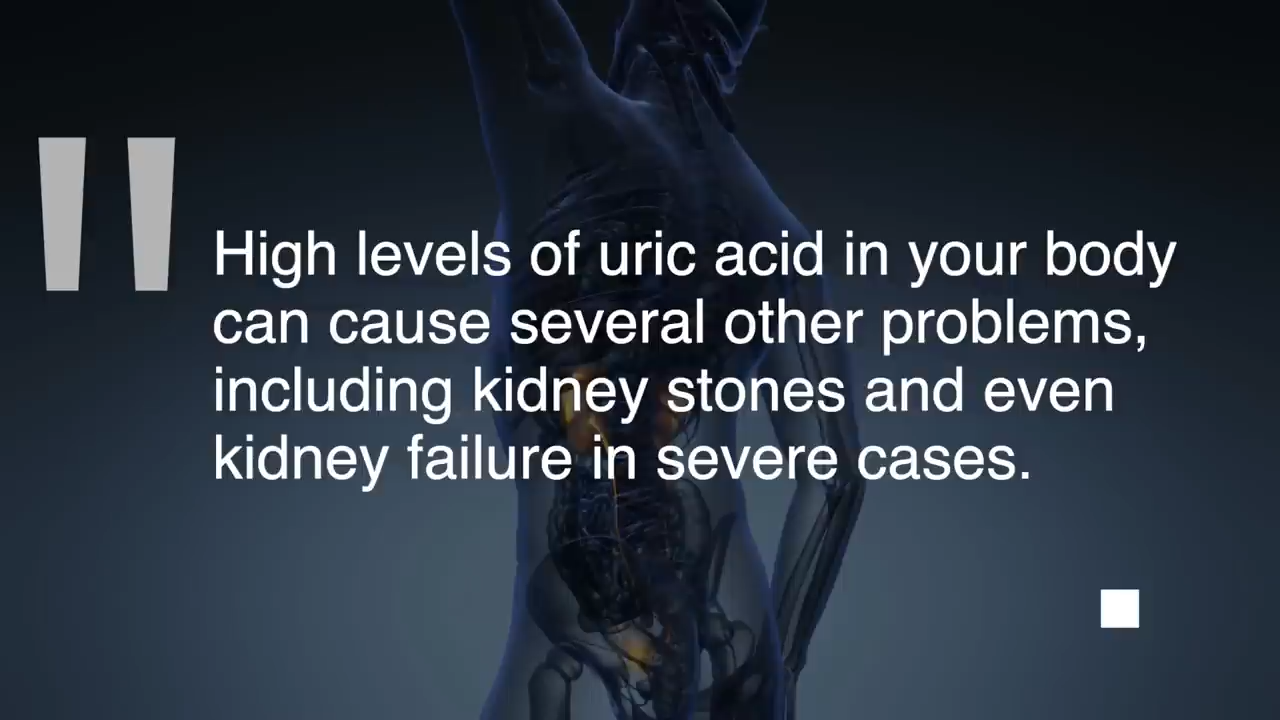 "
High levels of uric acid in your body
can cause several other problems,
including kidney stones and even
kidney failure in severe cases.